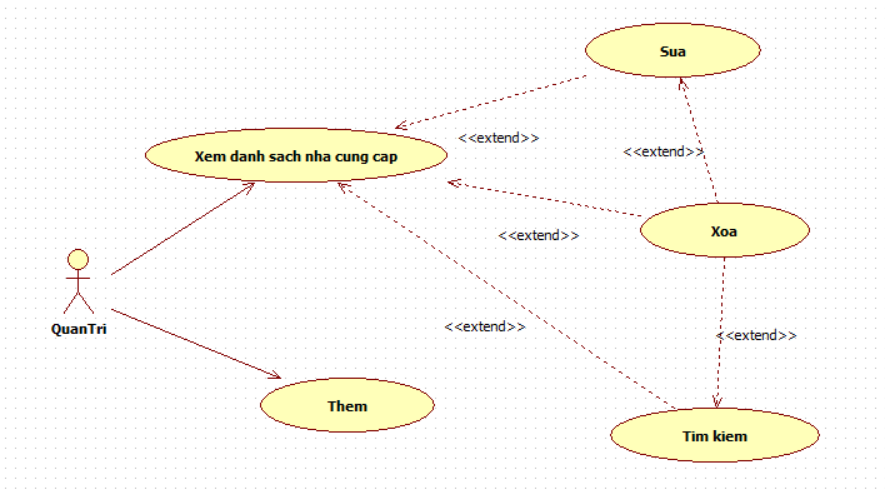 Sua
<<extend>>
Xem danh sach nha cung cap
<<extend>>
Xoa
<<extend>>
QuanTri
<<extend>>
<<extend>>
Them
Tim kiem